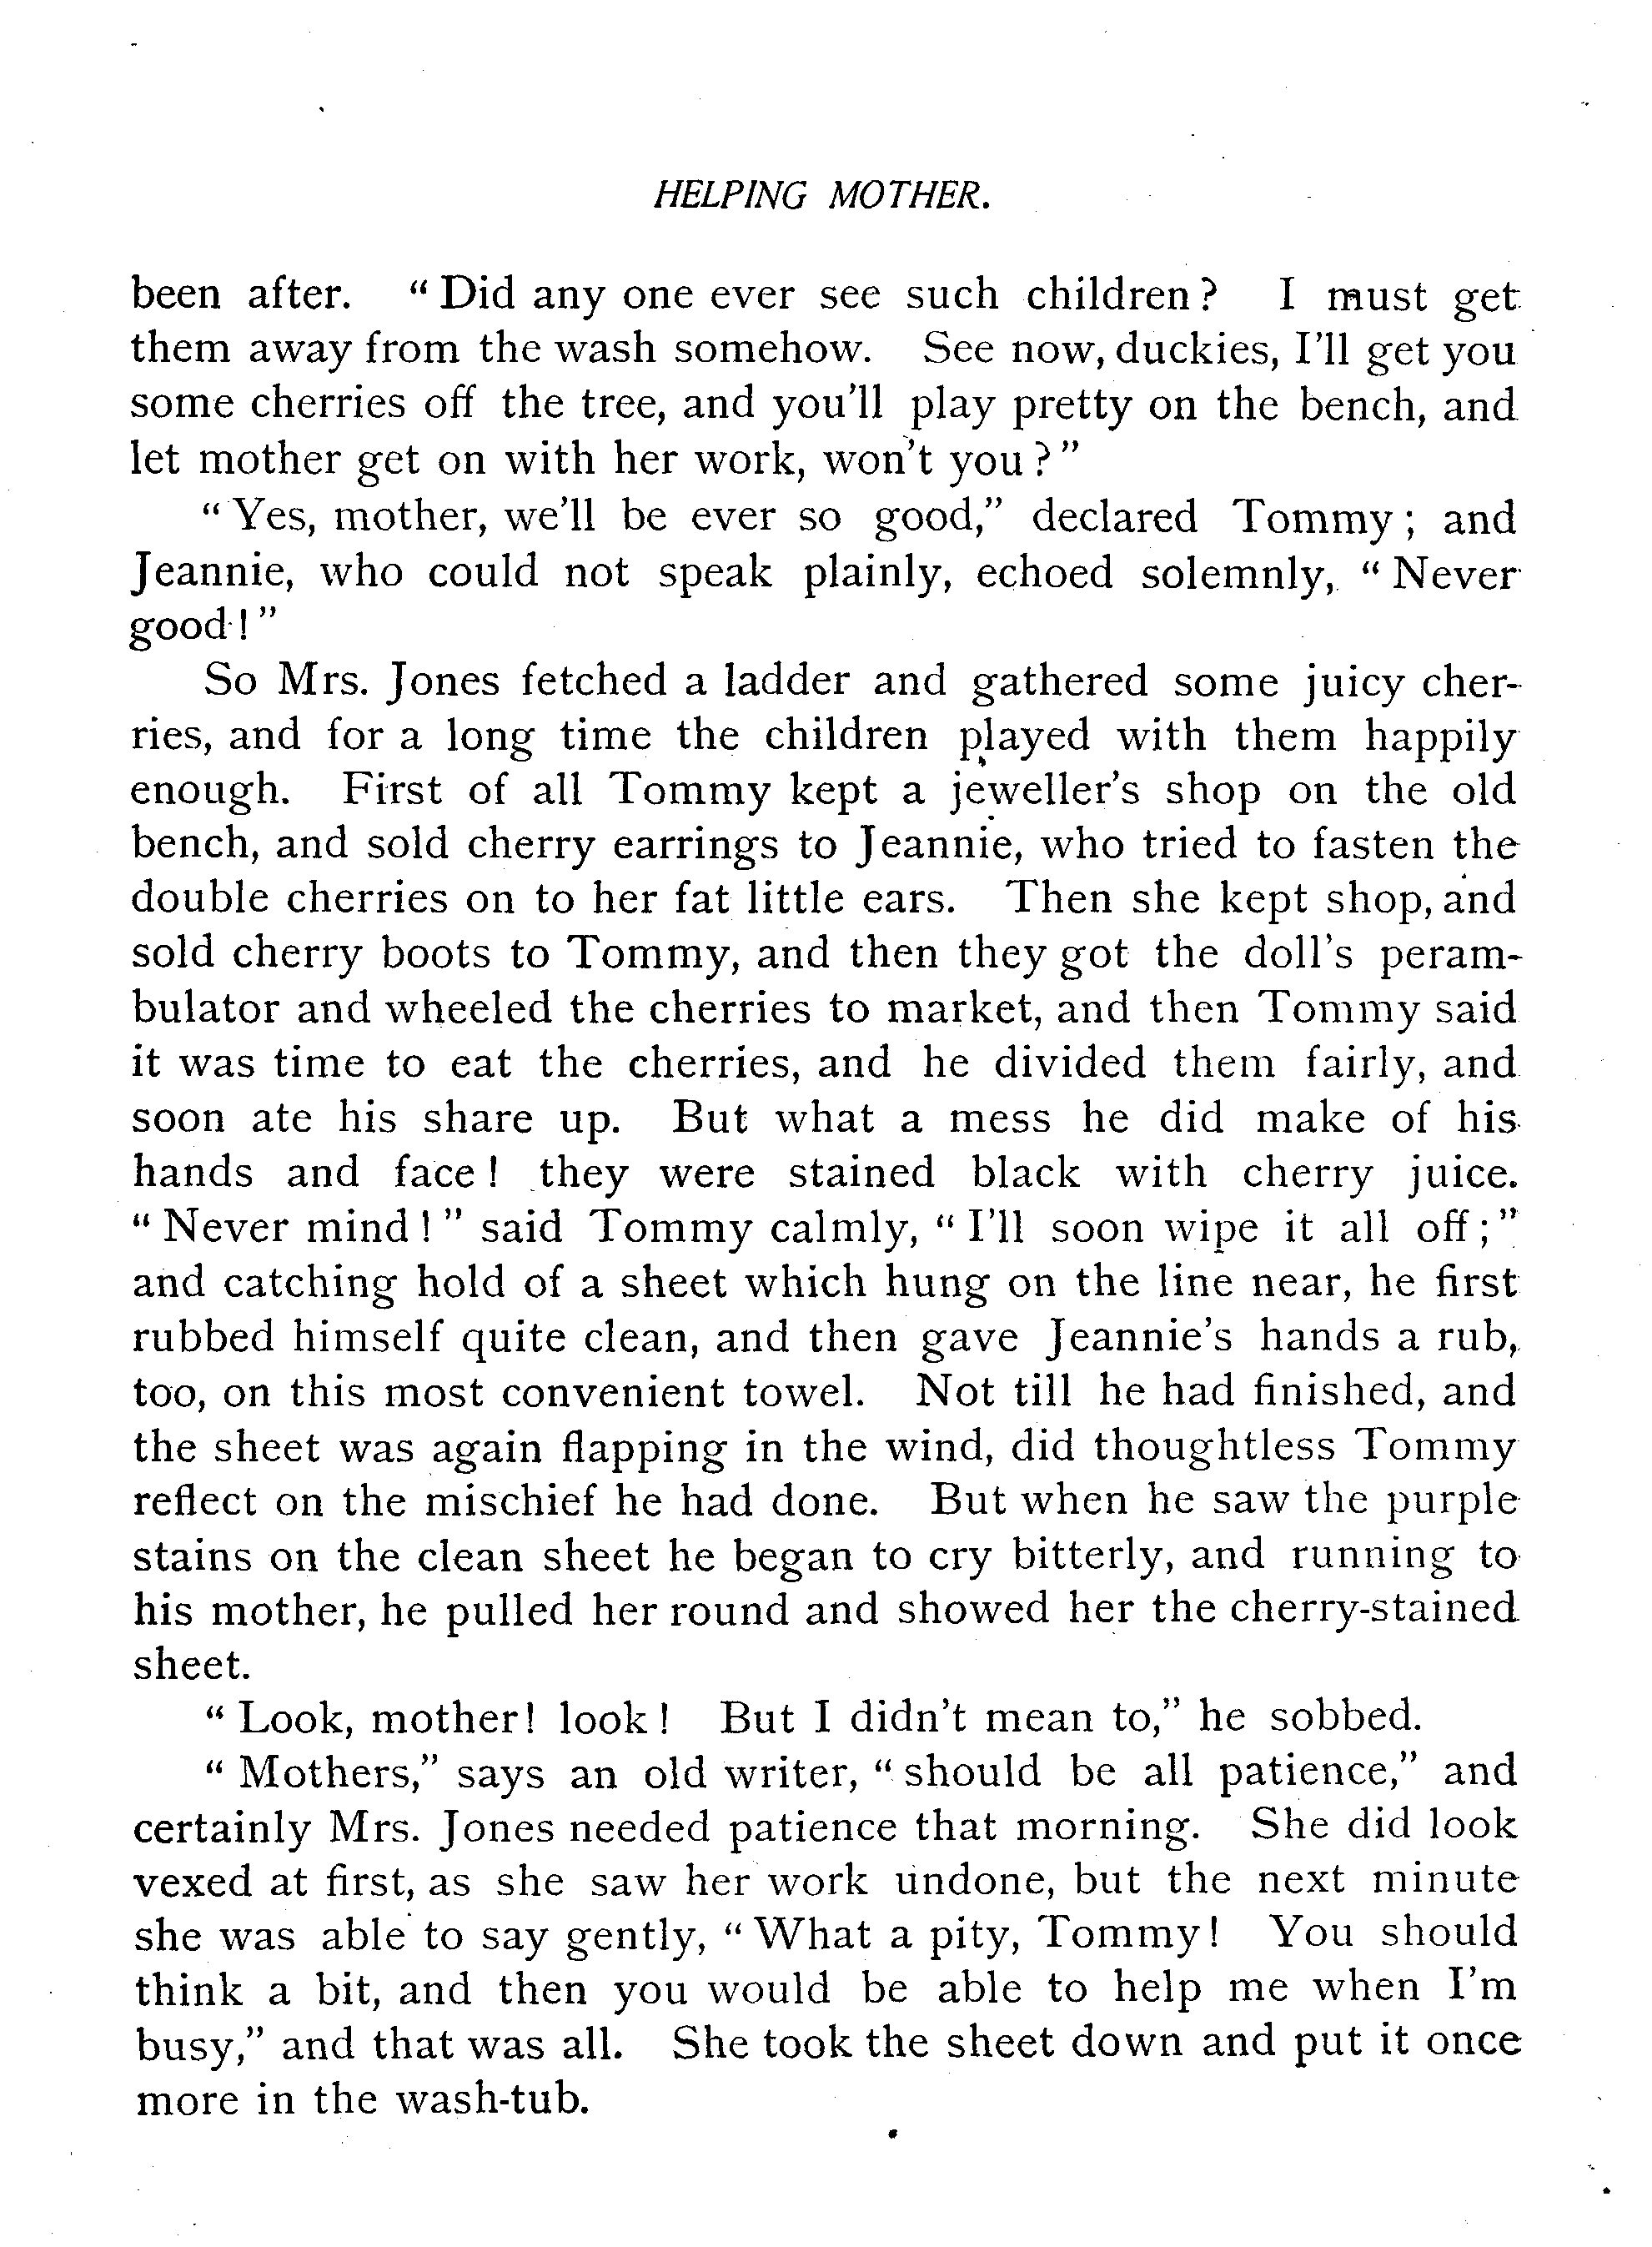 HELPING MOTHER.
been after. "Did any one ever see such children? I must get
them away from the wash somehow. See now, duckies, I'll get you
some cherries off the tree, and you'll play pretty on the bench, and
let mother get on with her work, won't you?"
"Yes, mother, we'll be ever so good," declared Tommy; and
Jeannie, who could not speak plainly, echoed solemnly, "Never
good!"
So Mrs. Jones fetched a ladder and gathered some juicy cher-
ries, and for a long time the children played with them happily
enough. First of all Tommy kept a jeweller's shop on the old
bench, and sold cherry earrings to Jeannie, who tried to fasten the
double cherries on to her fat little ears. Then she kept shop, and
sold cherry boots to Tommy, and then they got the doll's peram-
bulator and wheeled the cherries to market, and then Tommy said
it was time to eat the cherries, and he divided them fairly, and
soon ate his share up. But what a mess he did make of his
hands and face! they were stained black with cherry juice.
"Never mind!" said Tommy calmly, "I'll soon wipe it all off;"
and catching hold of a sheet which hung on the line near, he first
rubbed himself quite clean, and then gave Jeannie's hands a rub,
too, on this most convenient towel. Not till he had finished, and
the sheet was again flapping in the wind, did thoughtless Tommy
reflect on the mischief he had done. But when he saw the purple
stains on the clean sheet he began to cry bitterly, and running to
his mother, he pulled her round and showed her the cherry-stained
sheet.
"Look, mother! look! But I didn't mean to," he sobbed.
"Mothers," says an old writer, "should be all patience," and
certainly Mrs. Jones needed patience that morning. She did look
vexed at first, as she saw her work undone, but the next minute
she was able to say gently, "What a pity, Tommy! You should
think a bit, and then you would be able to help me when I'm
busy," and that was all. She took the sheet down and put it once
more in the wash-tub.